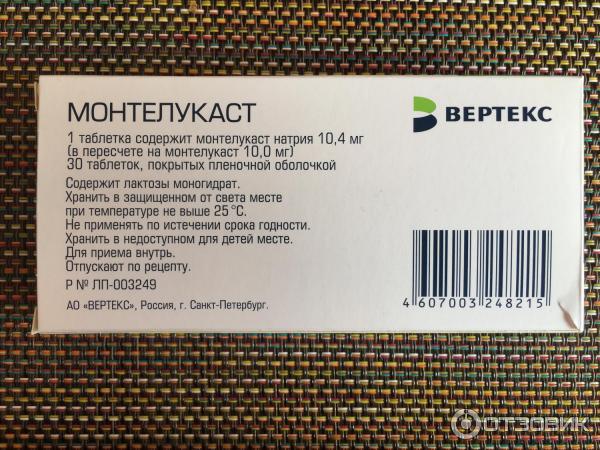 МОНТЕЛУКАСТ
ВЕРТЕКС
1 таблетка содержит монтелукаст натрия 10,4 мг
(в пересчете на монтелукаст 10,0 мг)
30 таблеток, покрытых пленочной оболочкой
Содержит лактозы моногидрат.
Хранить в защищенном от света месте
при температуре не выше 25 °С.
Не применять по истечении срока годности.
Хранить в недоступном для детей месте.
Для приема внутрь.
Отпускают по рецепту.
Р № ЛП-003249
АО «ВЕРТЕКС», Россия, г. Санкт-Петербург.
4 607003 248215
ОТЗОВИК